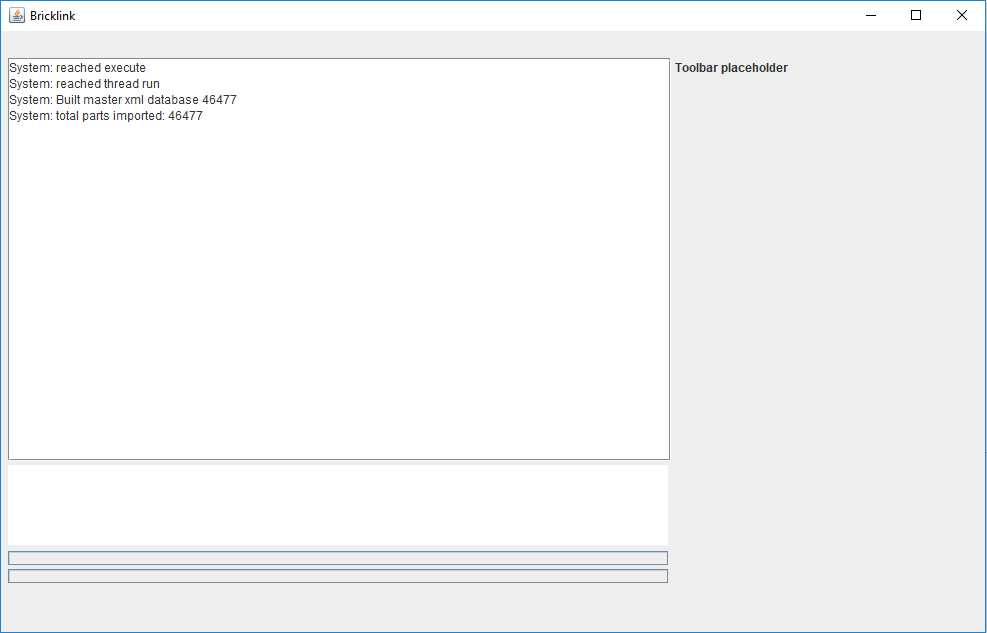 Bricklink
System: reached execute
System: reached thread run
System: Built master xml database 46477
System: total parts imported: 46477
Toolbar placeholder